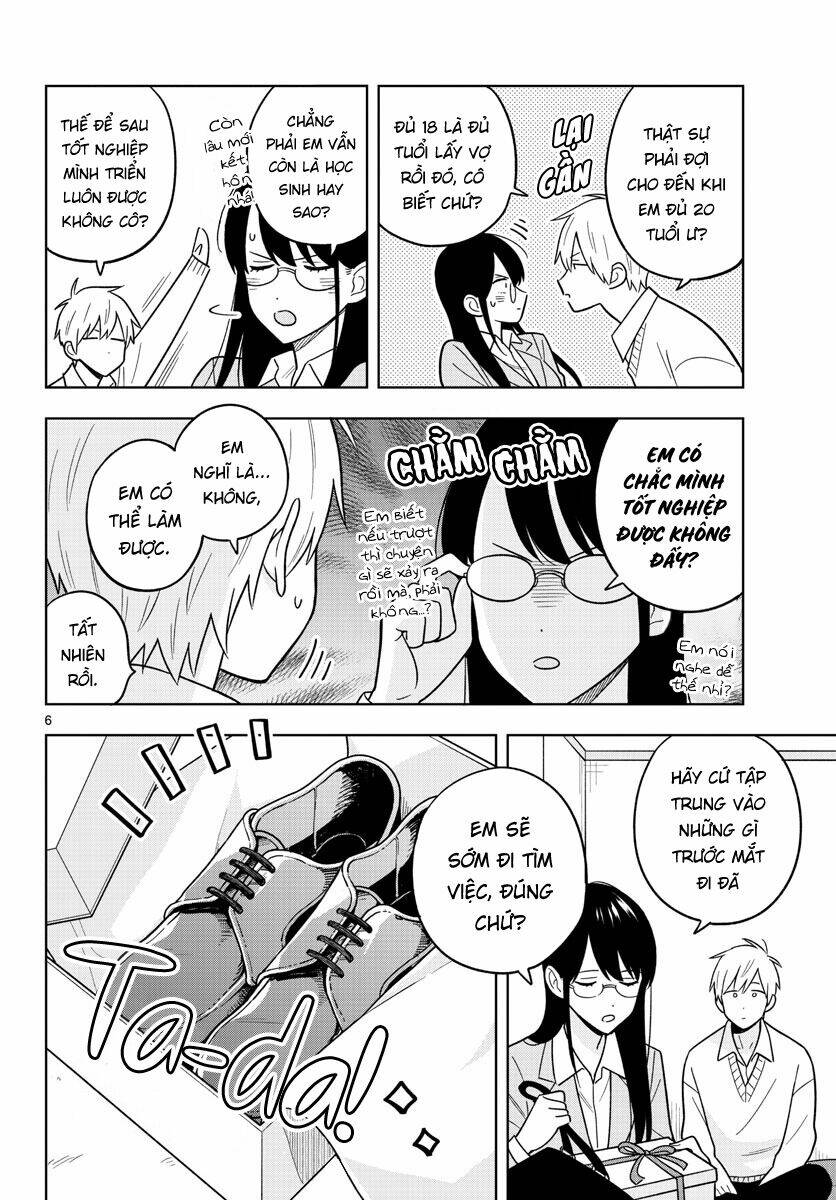 THẬT SỰ
PHẢI ĐỢI
CHO ĐẾN KHI
EM ĐỦ 20
TUỔI Ư?
LẠI
GẦN
ĐỦ 18 LÀ ĐỦ
TUỔI LẤY VỢ
RỒI ĐÓ, CÔ
BIẾT CHỨ?
CHẲNG
PHẢI EM VẪN
CÒN LÀ HỌC
SINH HAY
SAO?
Còn
lâu mới
kết
hôn
nhá
THẾ ĐỂ SAU
TỐT NGHIỆP
MÌNH TRIỂN
LUÔN ĐƯỢC
KHÔNG CÔ?
EM CÓ
CHẮC MÌNH
TỐT NGHIỆP
ĐƯỢC KHÔNG
ĐẤY?
CHẰM CHẰM
Em nói
nghe dễ
thế nhỉ?
Em biết
nếu trượt
thì chuyện
gì sẽ xảy ra
rồi mà, phải
không...?
EM
NGHĨ LÀ...
KHÔNG,
EM CÓ
THỂ LÀM
ĐƯỢC.
TẤT
NHIÊN
RỒI.
6
HÃY CỨ TẬP
TRUNG VÀO
NHỮNG GÌ
TRƯỚC MẮT
ĐI ĐÃ
EM SẼ
SỚM ĐI TÌM
VIỆC, ĐÚNG
CHỨ?
Ta-da!